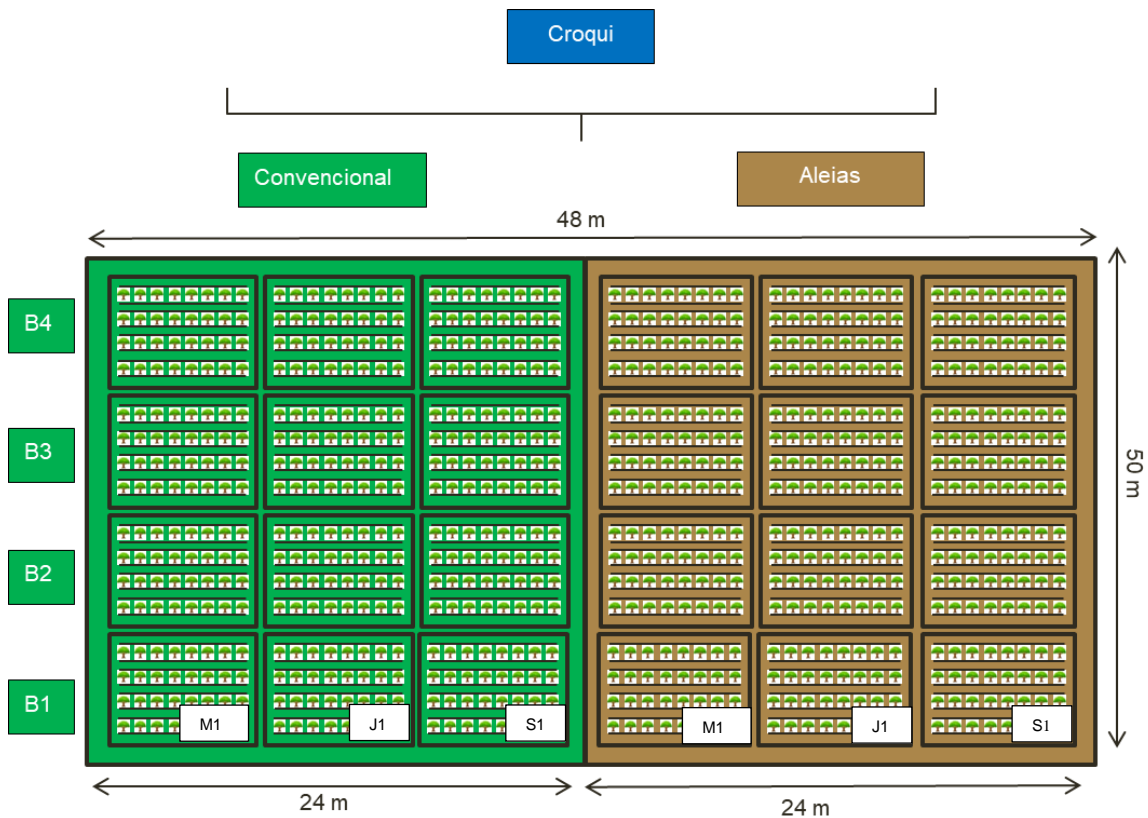 Croqui
Convencional
Aleias
48 m
B4
B3
50 m
B2
B1
M1
J1
S1
M1
J1
S1
24 m
24 m